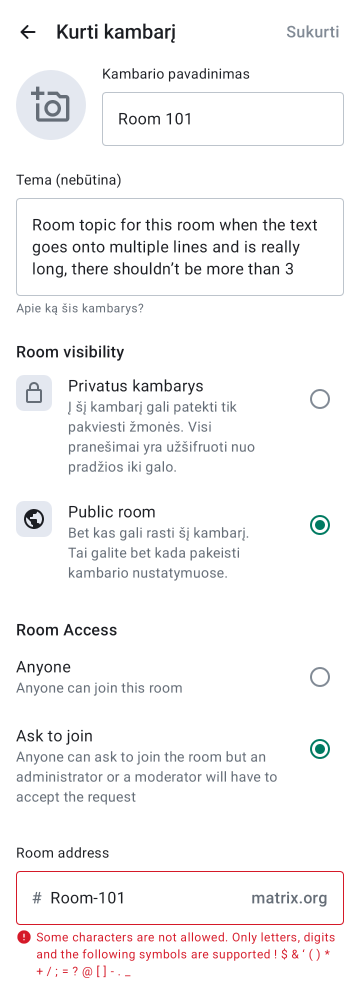 Kurti kambarį
Sukurti
Kambario pavadinimas
Room 101
Tema (nebūtina)
Room topic for this room when the text
goes onto multiple lines and is really
long, there shouldn’t be more than 3
Apie ką šis kambarys?
Room visibility
Privatus kambarys
Į šį kambarį gali patekti tik
pakviesti žmonės. Visi
pranešimai yra užšifruoti nuo
pradžios iki galo.
Public room
Bet kas gali rasti šį kambarį.
Tai galite bet kada pakeisti
kambario nustatymuose.
Room Access
Anyone
Anyone can join this room
Ask to join
Anyone can ask to join the room but an
administrator or a moderator will have to
accept the request
Room address
# Room-101 matrix.org
Some characters are not allowed. Only letters, digits
and the following symbols are supported ! $ & ‘ ( ) *
+ / ; = ? @ [ ] - . _